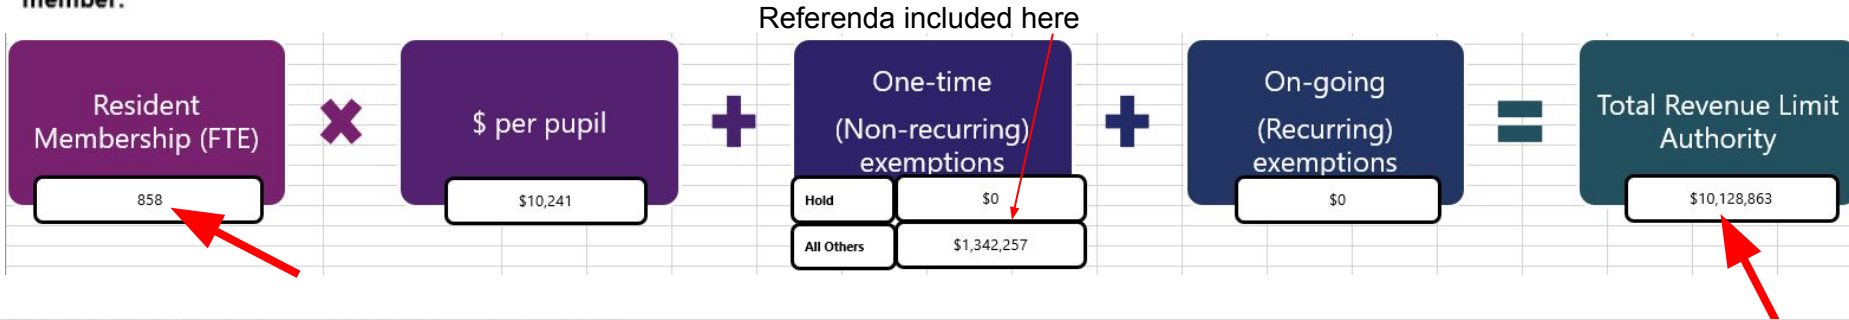 member:
Referenda included here
Resident
Membership (FTE)
858
$ per pupil
$10,241
One-time
(Non-recurring)
exemptions
Hold
$0
All Others
$1,342,257
On-going
(Recurring)
exemptions
$0
Total Revenue Limit
Authority
$10,128,863